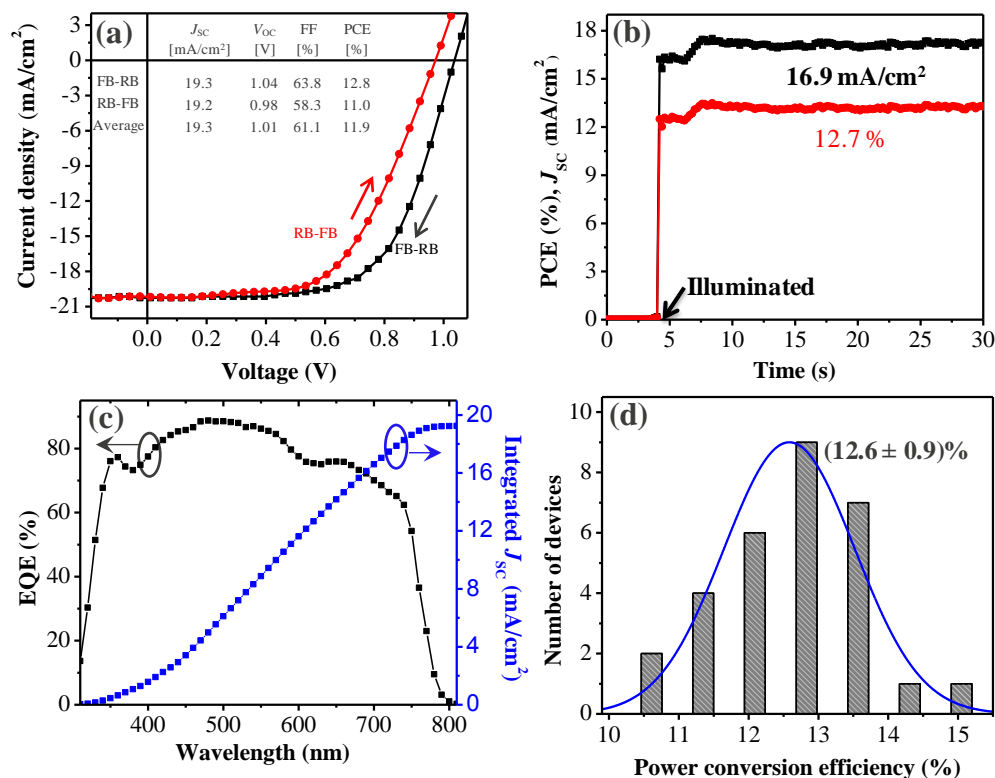 (a)
J_SC V_OC FF PCE
[mA/cm²] [V] [%] [%]
FB-RB 19.3 1.04 63.8 12.8
RB-FB 19.2 0.98 58.3 11.0
Average 19.3 1.01 61.1 11.9
RB-FB
FB-RB
3
0
-3
-6
-9
-12
-15
-18
-21
0.0 0.2 0.4 0.6 0.8 1.0
Current density (mA/cm²)
Voltage (V)
(b)
16.9 mA/cm²
12.7 %
Illuminated
18
15
12
9
6
3
0
0 5 10 15 20 25 30
PCE (%), J_SC (mA/cm²)
Time (s)
(c)
80
60
40
20
0
20
16
12
8
4
0
400 500 600 700 800
EQE (%)
Integrated J_SC (mA/cm²)
Wavelength (nm)
(d)
(12.6 ± 0.9)%
10
8
6
4
2
0
10 11 12 13 14 15
Number of devices
Power conversion efficiency (%)